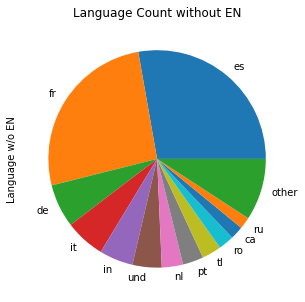 Language Count without EN
Language w/o EN
es
fr
de
it
in
und
nl
pt
tl
ro
ca
ru
other